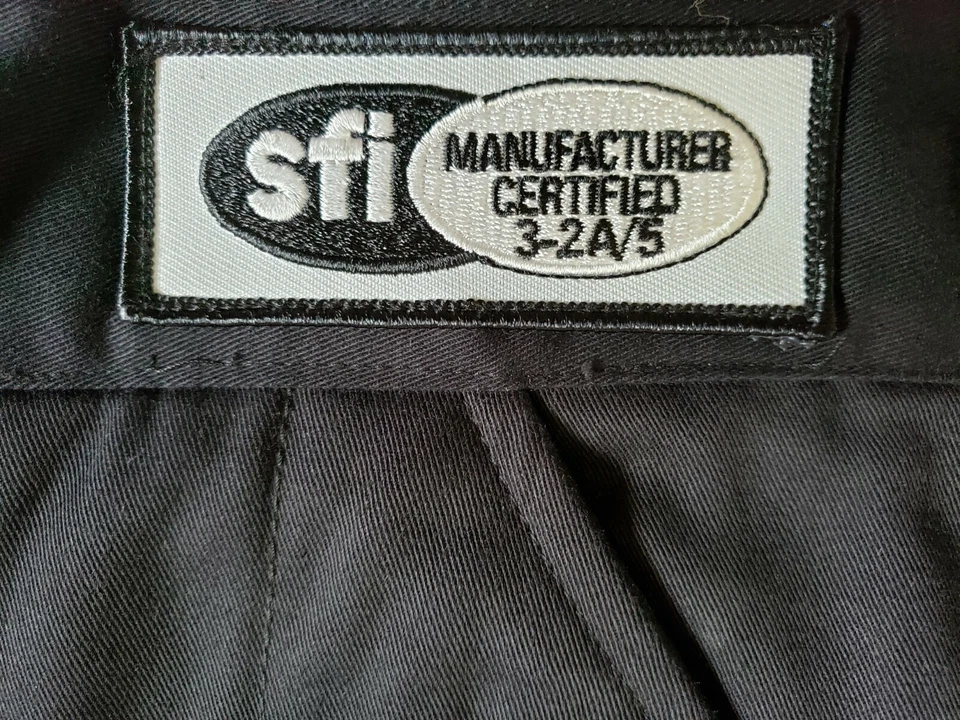 sfi
MANUFACTURER
CERTIFIED
3-2A/5